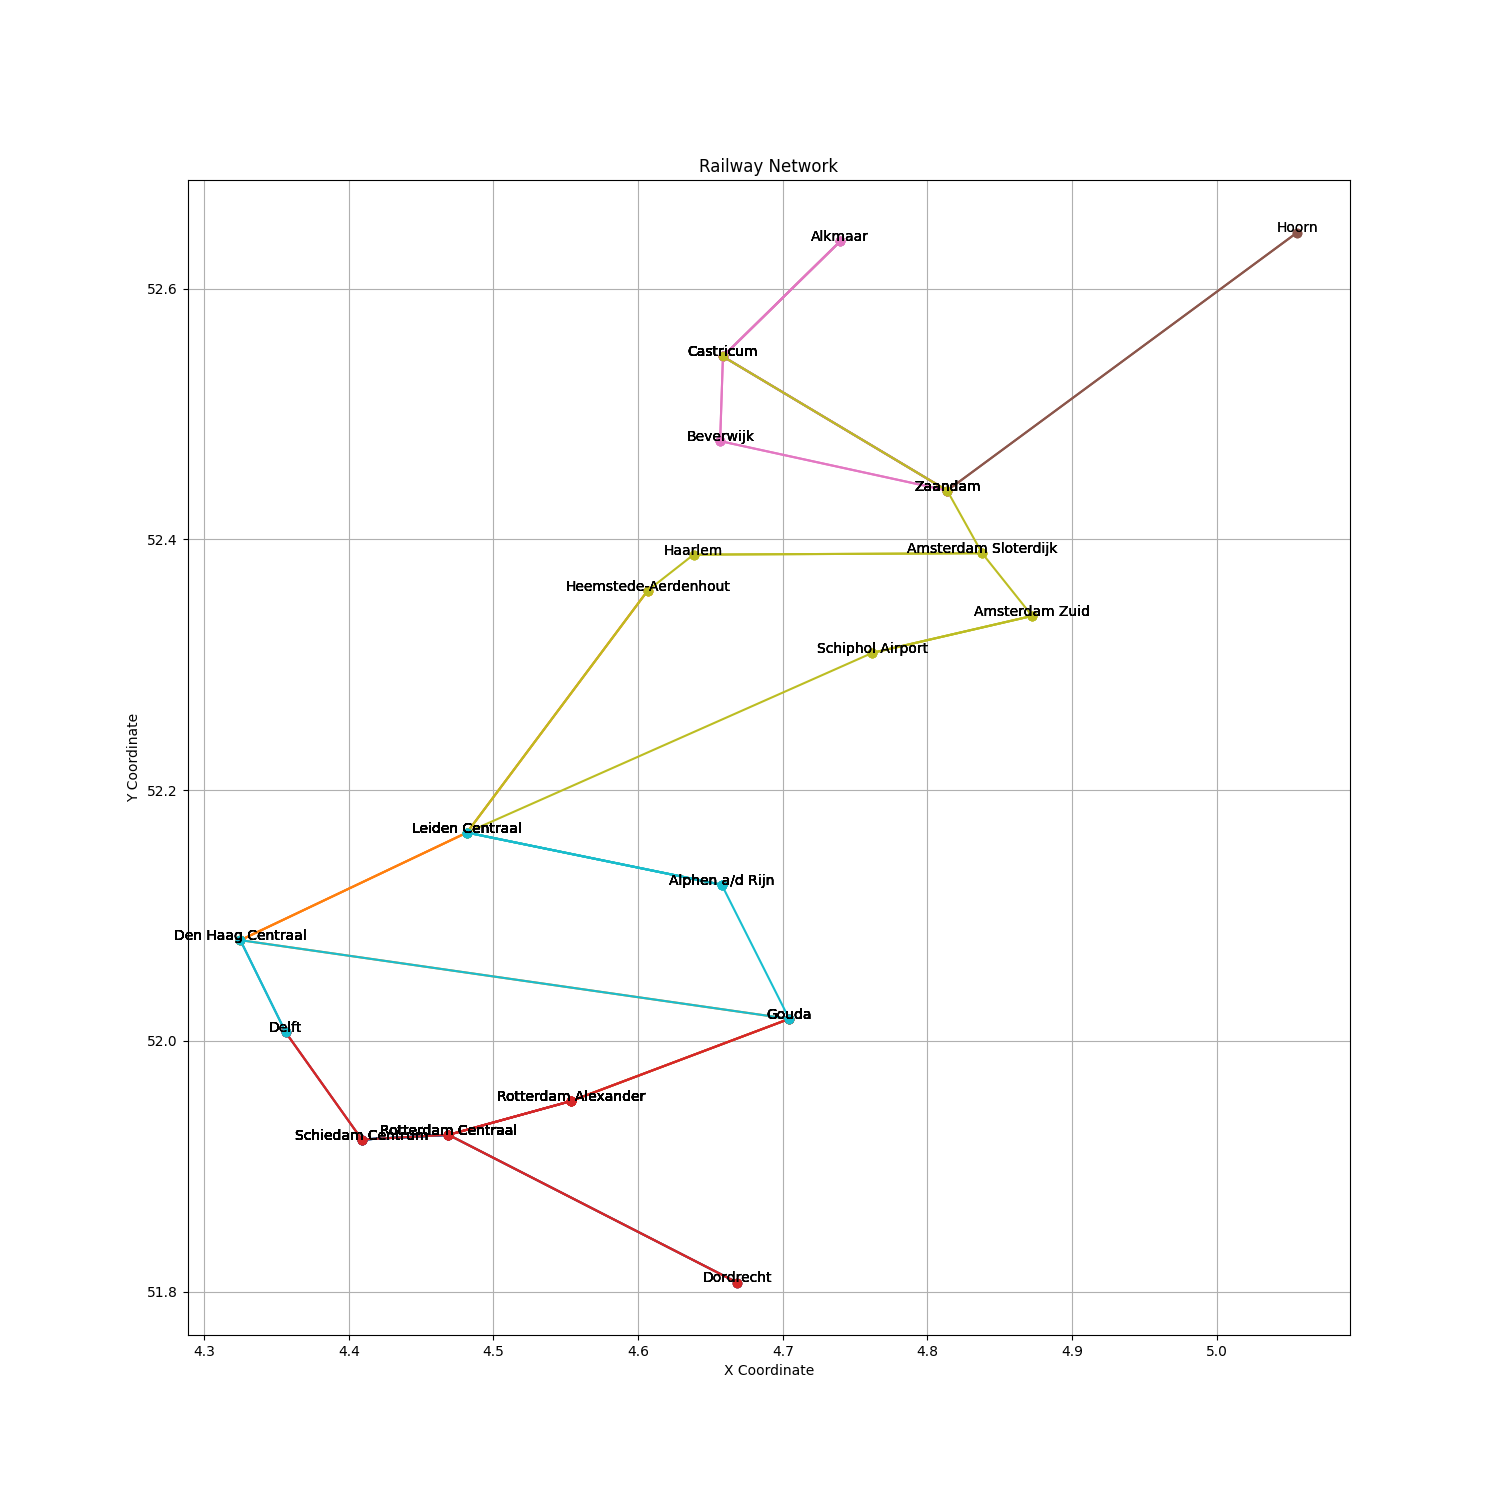 Railway Network
Alkmaar
Hoorn
52.6
Castricum
Beverwijk
Zaandam
52.4
Haarlem
Amsterdam Sloterdijk
Heemstede-Aerdenhout
Amsterdam Zuid
Schiphol Airport
Y Coordinate
52.2
Leiden Centraal
Alphen a/d Rijn
Den Haag Centraal
Gouda
Delft
52.0
Rotterdam Alexander
Rotterdam Centraal
Schiedam Centrum
Dordrecht
51.8
4.3 4.4 4.5 4.6 4.7 4.8 4.9 5.0
X Coordinate